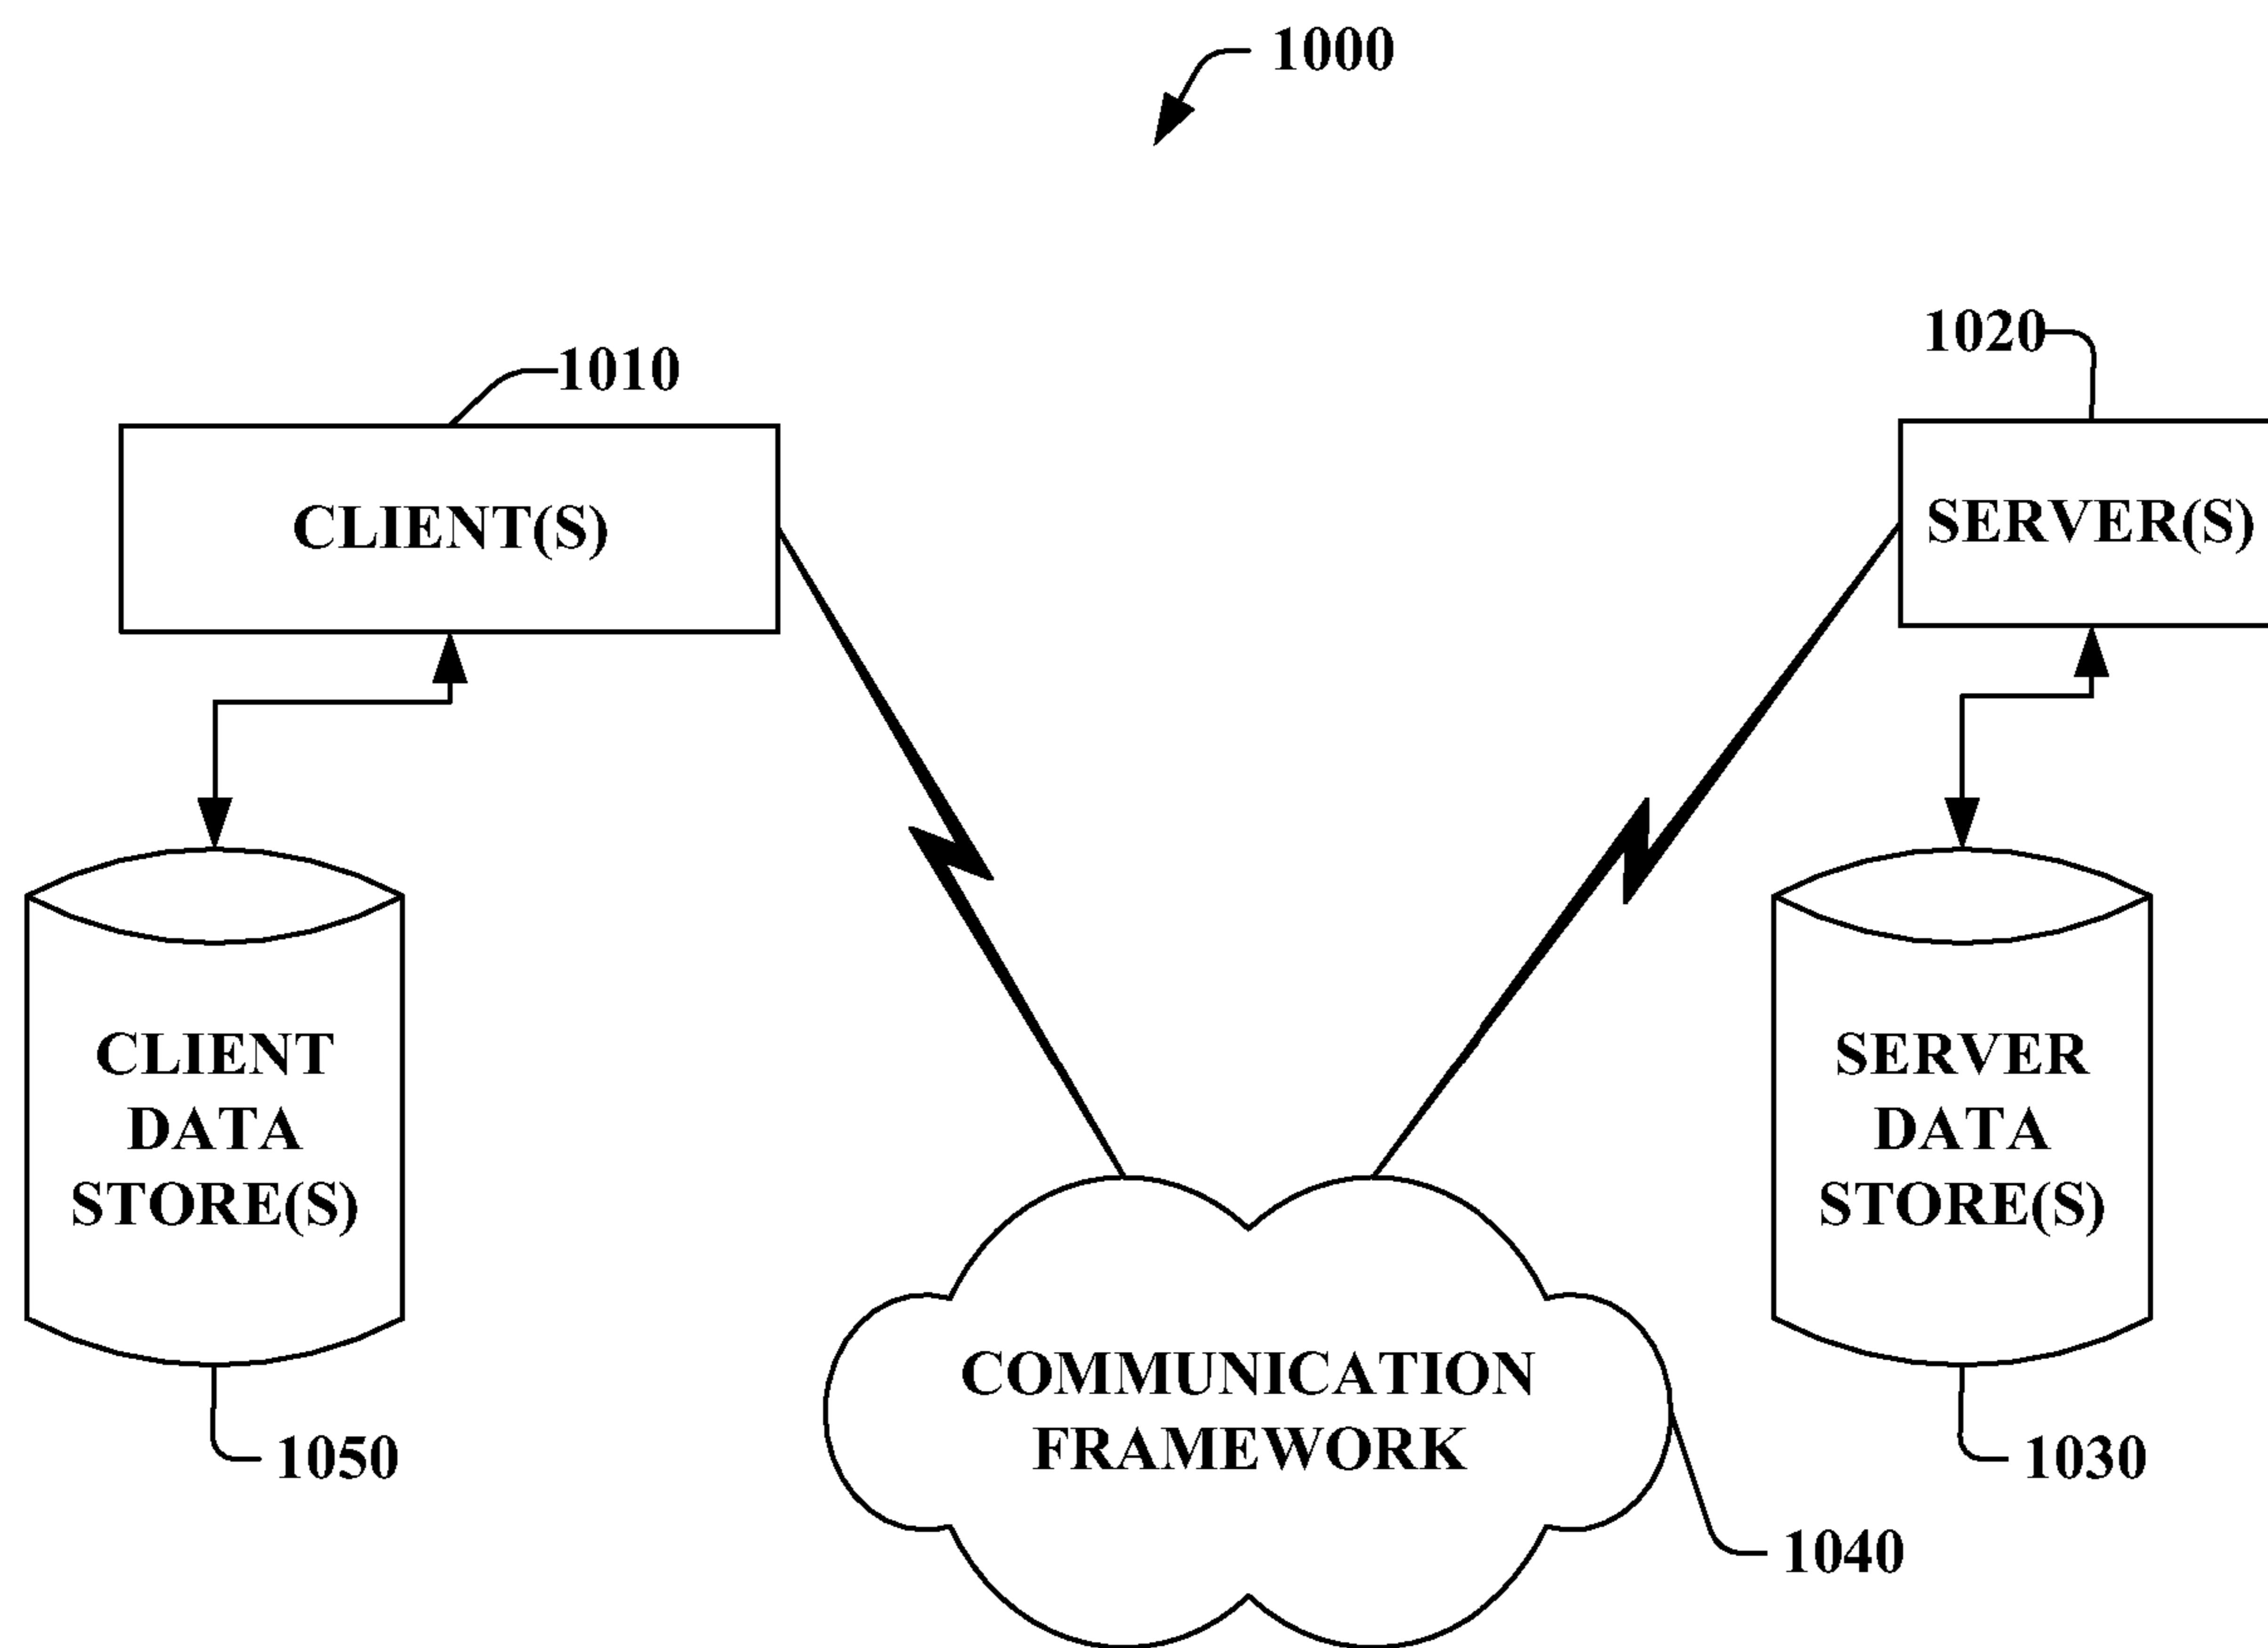 1000
1010
1020
CLIENT(S)
SERVER(S)
CLIENT
DATA
STORE(S)
SERVER
DATA
STORE(S)
COMMUNICATION
FRAMEWORK
1050
1030
1040